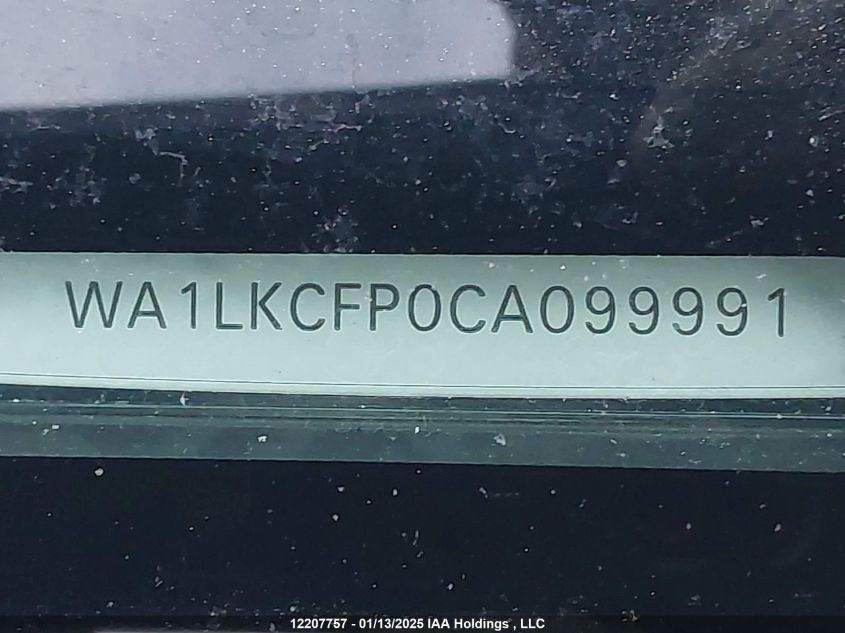 WA1LKCFP0CA099991
12207757 - 01/13/2025 IAA Holdings , LLC